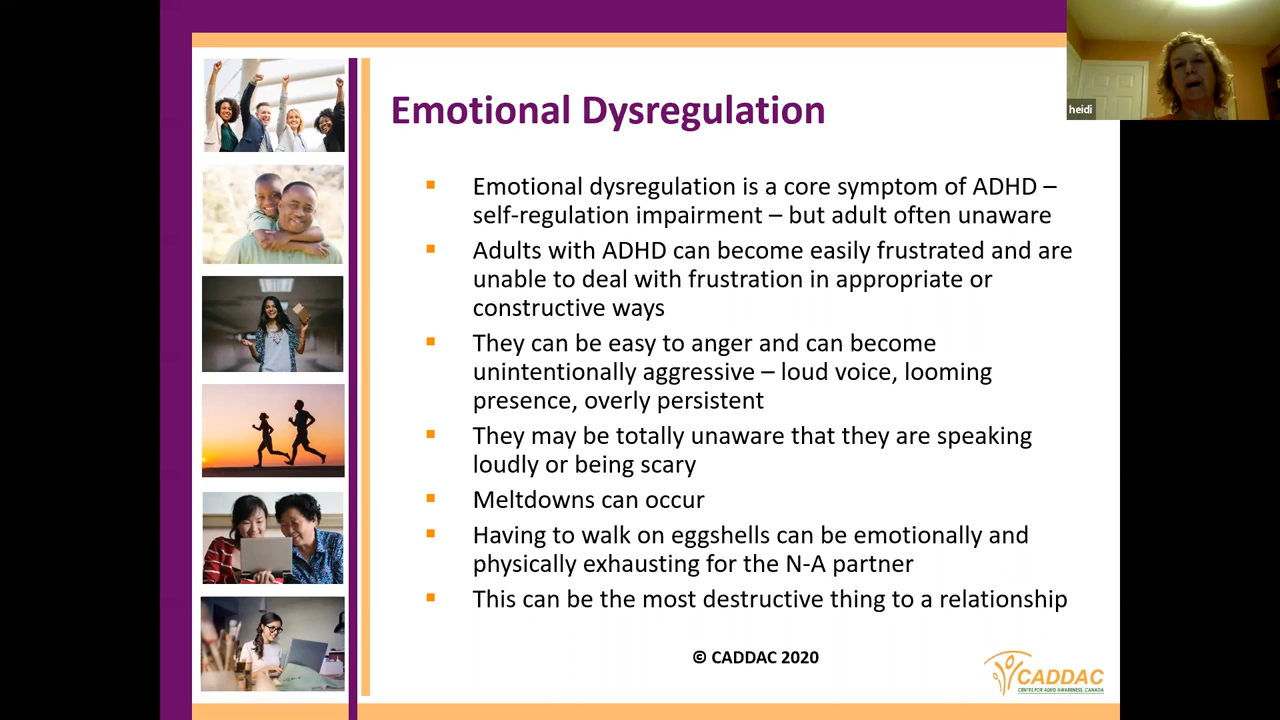 heidi
Emotional Dysregulation
▪ Emotional dysregulation is a core symptom of ADHD –
self-regulation impairment – but adult often unaware
▪ Adults with ADHD can become easily frustrated and are
unable to deal with frustration in appropriate or
constructive ways
▪ They can be easy to anger and can become
unintentionally aggressive – loud voice, looming
presence, overly persistent
▪ They may be totally unaware that they are speaking
loudly or being scary
▪ Meltdowns can occur
▪ Having to walk on eggshells can be emotionally and
physically exhausting for the N-A partner
▪ This can be the most destructive thing to a relationship
© CADDAC 2020
CADDAC
CENTRE FOR ADHD AWARENESS, CANADA